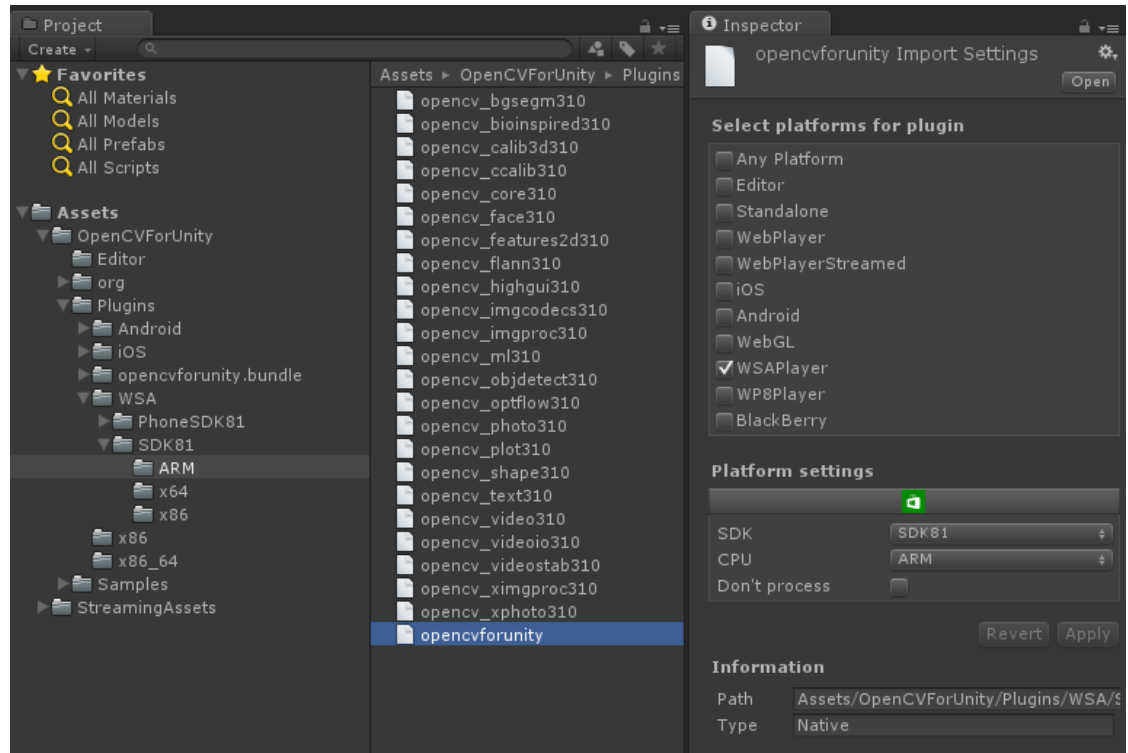 Project
Create
Favorites
All Materials
All Models
All Prefabs
All Scripts
Assets
OpenCVForUnity
Editor
org
Plugins
Android
iOS
opencvforunity.bundle
WSA
PhoneSDK81
SDK81
ARM
x64
x86
x86
x86_64
Samples
StreamingAssets
Assets ▸ OpenCVForUnity ▸ Plugins
opencv_bgsegm310
opencv_bioinspired310
opencv_calib3d310
opencv_ccalib310
opencv_core310
opencv_face310
opencv_features2d310
opencv_flann310
opencv_highgui310
opencv_imgcodecs310
opencv_imgproc310
opencv_ml310
opencv_objdetect310
opencv_optflow310
opencv_photo310
opencv_plot310
opencv_shape310
opencv_text310
opencv_video310
opencv_videoio310
opencv_videostab310
opencv_ximgproc310
opencv_xphoto310
opencvforunity
Inspector
opencvforunity Import Settings
Open
Select platforms for plugin
Any Platform
Editor
Standalone
WebPlayer
WebPlayerStreamed
iOS
Android
WebGL
WSAPlayer
WP8Player
BlackBerry
Platform settings
SDK SDK81
CPU ARM
Don't process
Revert Apply
Information
Path Assets/OpenCVForUnity/Plugins/WSA/S
Type Native